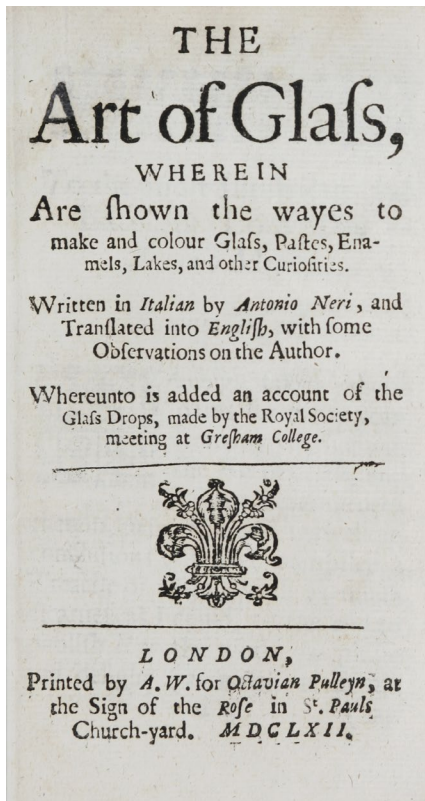 THE
Art of Glaſs,
WHEREIN
Are ſhown the wayes to
make and colour Glaſs, Paſtes, Ena-
mels, Lakes, and other Curioſities.
Written in Italian by Antonio Neri, and
Tranſlated into Engliſh, with ſome
Obſervations on the Author.
Whereunto is added an account of the
Glaſs Drops, made by the Royal Society,
meeting at Greſham College.
LONDON,
Printed by A. W. for Octavian Pulleyn, at
the Sign of the Roſe in St. Pauls
Church-yard. MDCLXII.